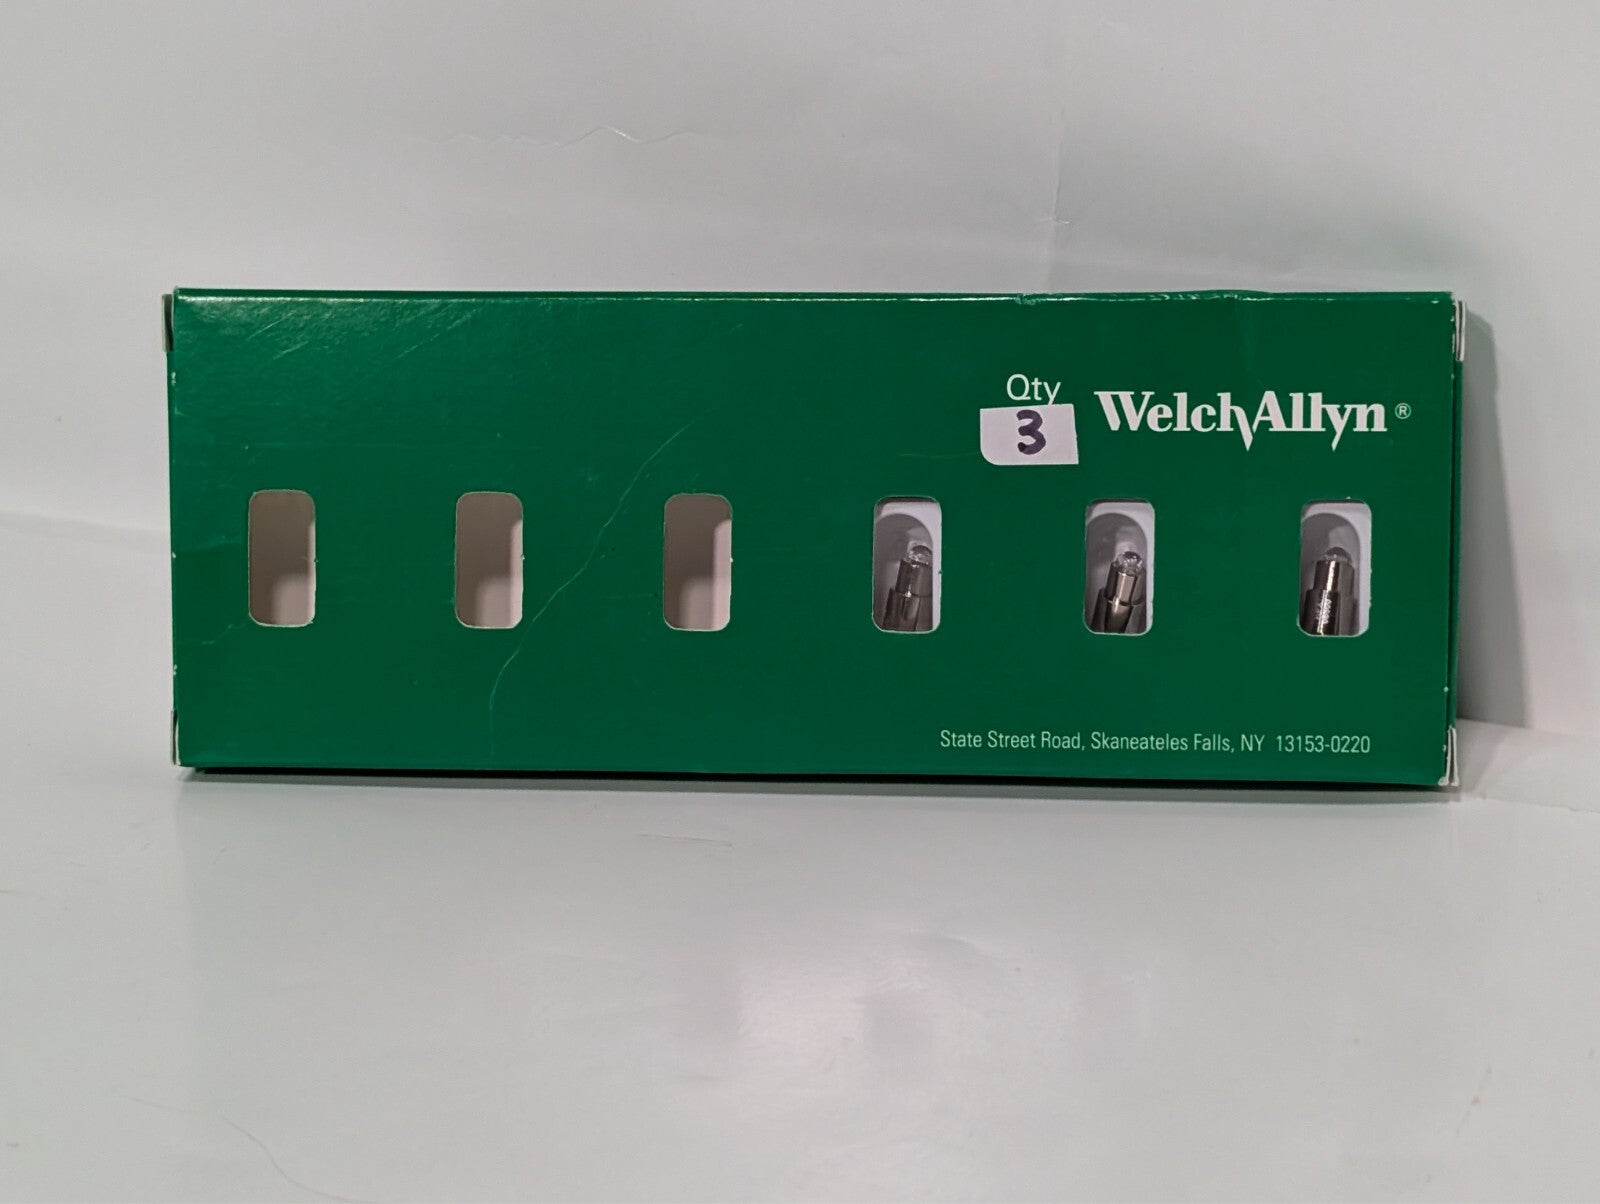 Qty
3
WelchAllyn®
State Street Road, Skaneateles Falls, NY 13153-0220